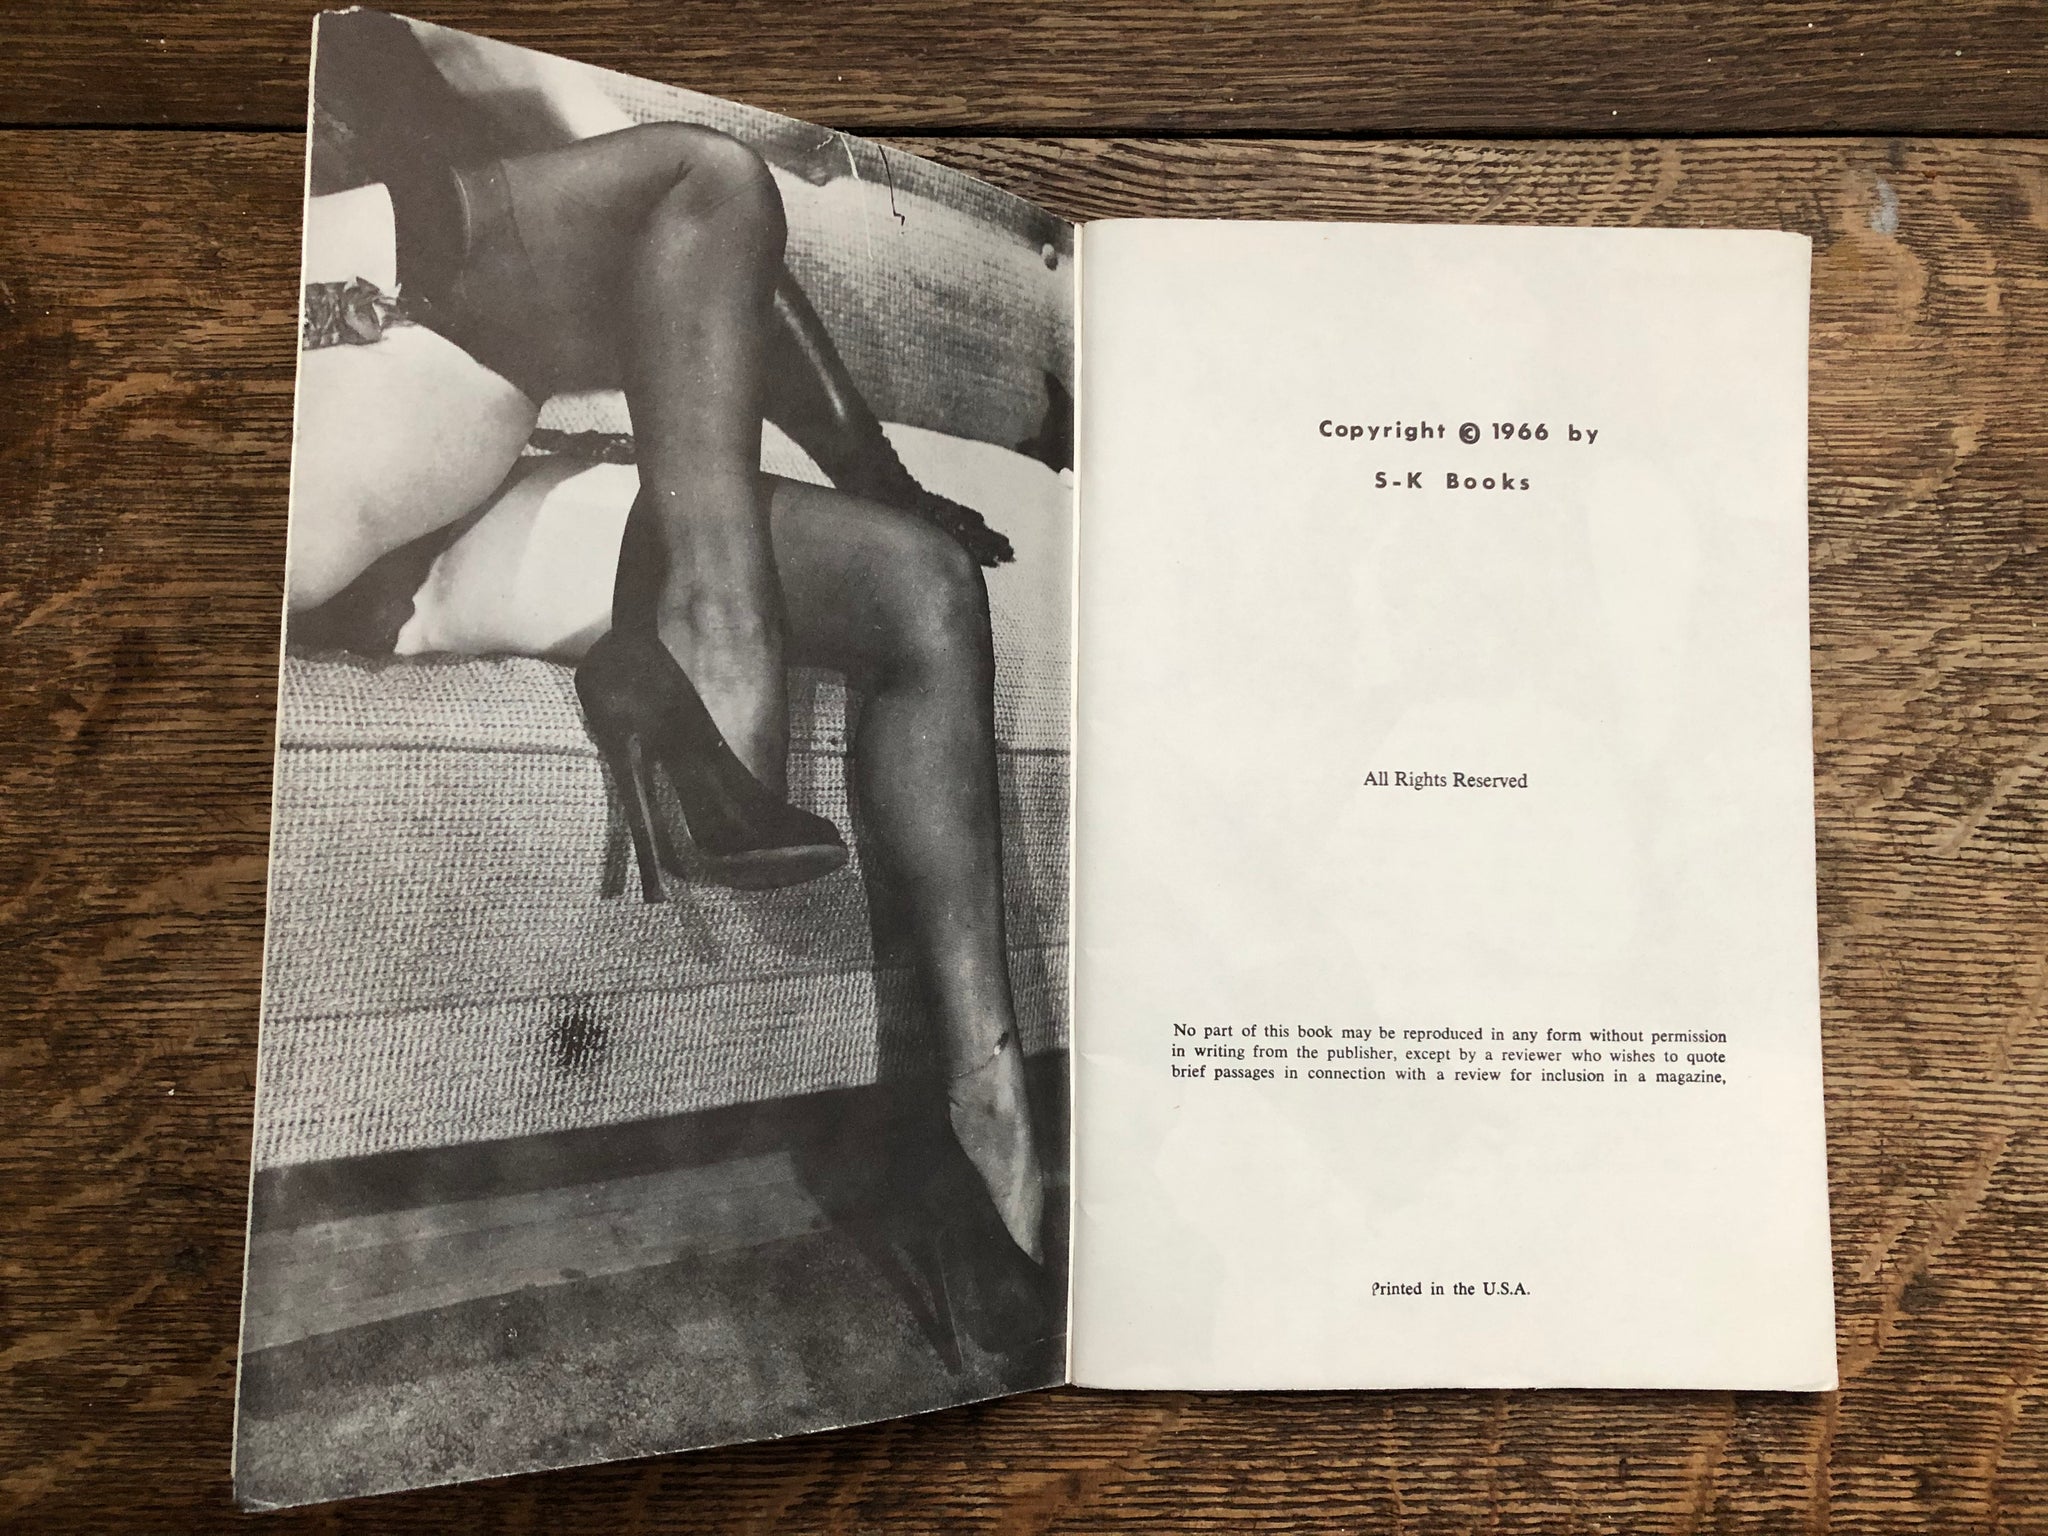 Copyright © 1966 by
S-K Books
All Rights Reserved
No part of this book may be reproduced in any form without permission
in writing from the publisher, except by a reviewer who wishes to quote
brief passages in connection with a review for inclusion in a magazine,
Printed in the U.S.A.